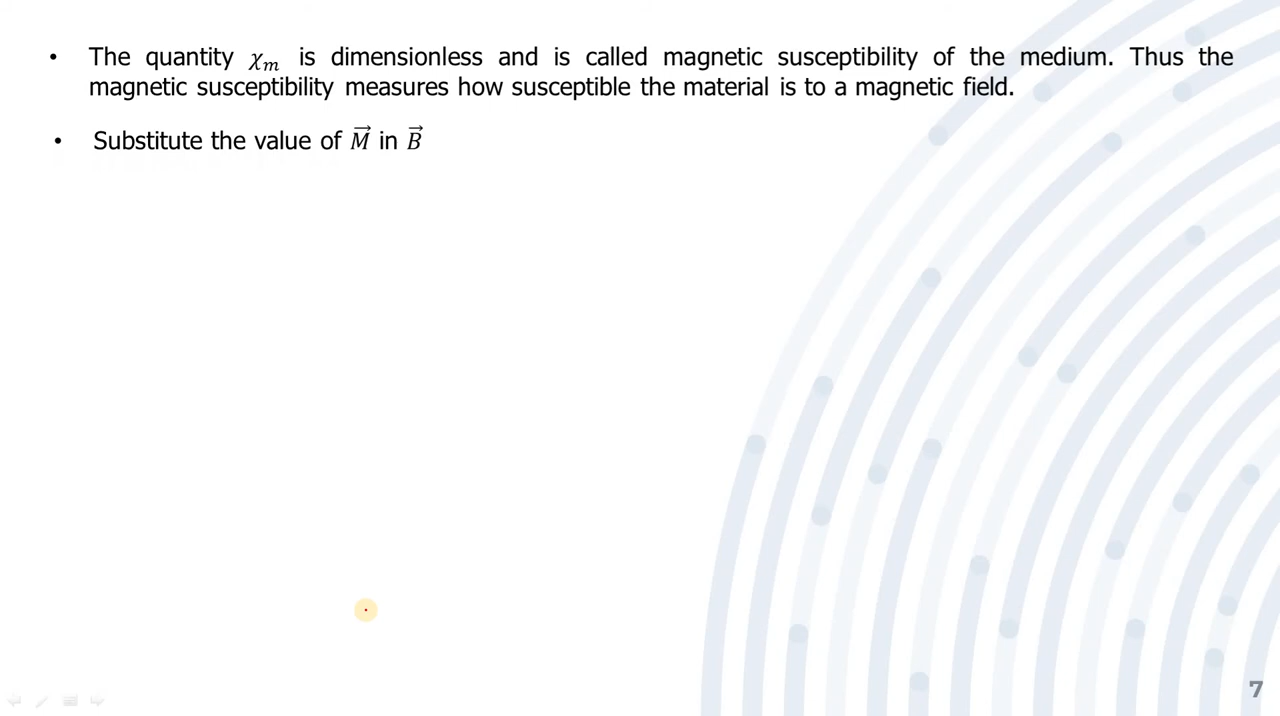 • The quantity χₘ is dimensionless and is called magnetic susceptibility of the medium. Thus the
magnetic susceptibility measures how susceptible the material is to a magnetic field.
• Substitute the value of M⃗ in B⃗
7